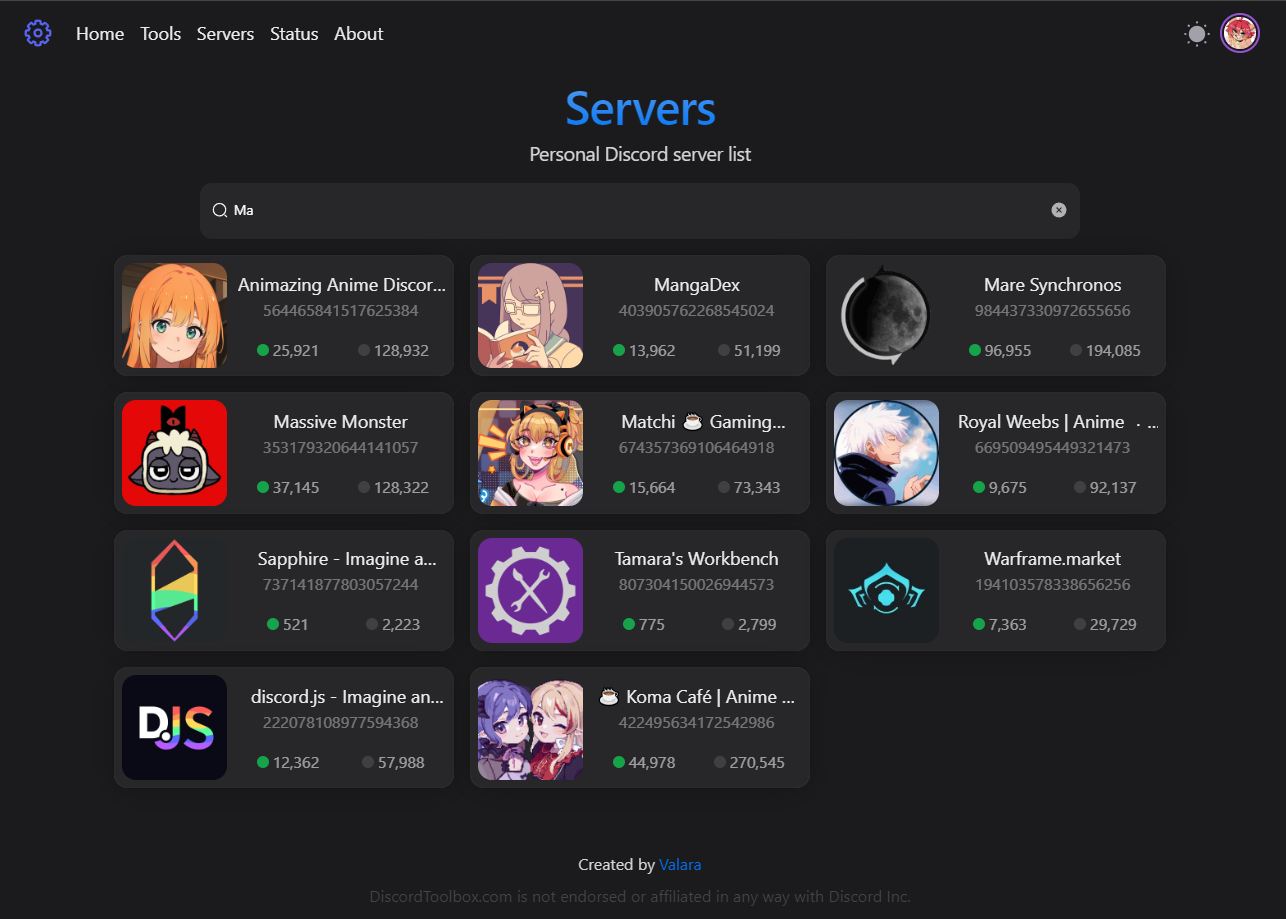 Home Tools Servers Status About
Servers
Personal Discord server list
Ma
Animazing Anime Discor...
564465841517625384
25,921 128,932
MangaDex
403905762268545024
13,962 51,199
Mare Synchronos
984437330972655656
96,955 194,085
Massive Monster
353179320644141057
37,145 128,322
Matchi ☕ Gaming...
674357369106464918
15,664 73,343
Royal Weebs | Anime ﹒...
669509495449321473
9,675 92,137
Sapphire - Imagine a...
737141877803057244
521 2,223
Tamara's Workbench
807304150026944573
775 2,799
Warframe.market
194103578338656256
7,363 29,729
DJS
discord.js - Imagine an...
222078108977594368
12,362 57,988
☕ Koma Café | Anime ...
422495634172542986
44,978 270,545
Created by Valara
DiscordToolbox.com is not endorsed or affiliated in any way with Discord Inc.